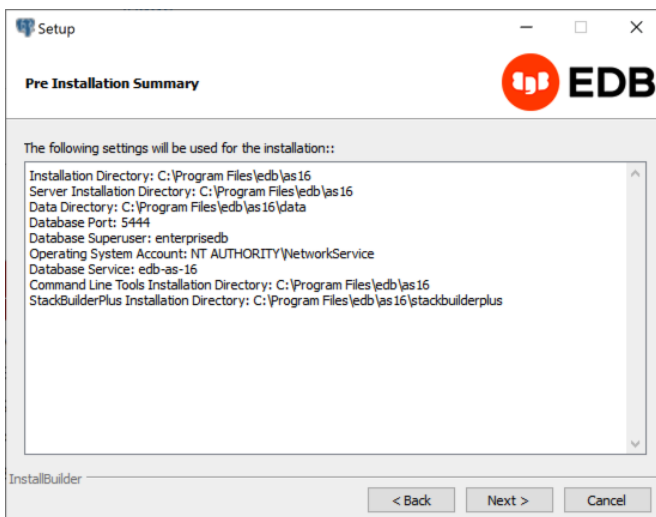 Setup
Pre Installation Summary
EDB
The following settings will be used for the installation::
Installation Directory: C:\Program Files\edb\as16
Server Installation Directory: C:\Program Files\edb\as16
Data Directory: C:\Program Files\edb\as16\data
Database Port: 5444
Database Superuser: enterprisedb
Operating System Account: NT AUTHORITY\NetworkService
Database Service: edb-as-16
Command Line Tools Installation Directory: C:\Program Files\edb\as16
StackBuilderPlus Installation Directory: C:\Program Files\edb\as16\stackbuilderplus
InstallBuilder
< Back Next > Cancel